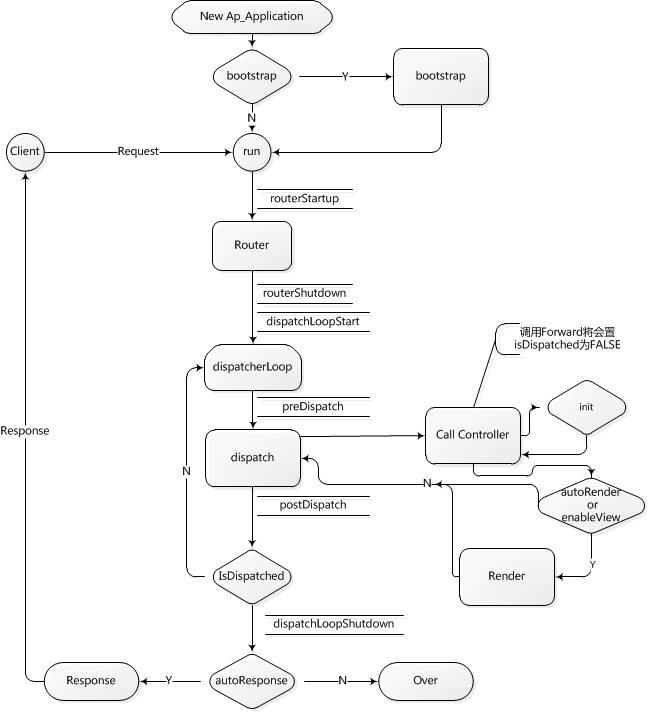 New Ap_Application
bootstrap
Y
bootstrap
N
Client
Request
run
routerStartup
Router
routerShutdown
dispatchLoopStart
调用Forward将会置
isDispatched为FALSE
dispatcherLoop
preDispatch
init
Call Controller
Response
dispatch
N
N
autoRender
or
enableView
postDispatch
IsDispatched
Render
Y
dispatchLoopShutdown
Response
Y
autoResponse
N
Over